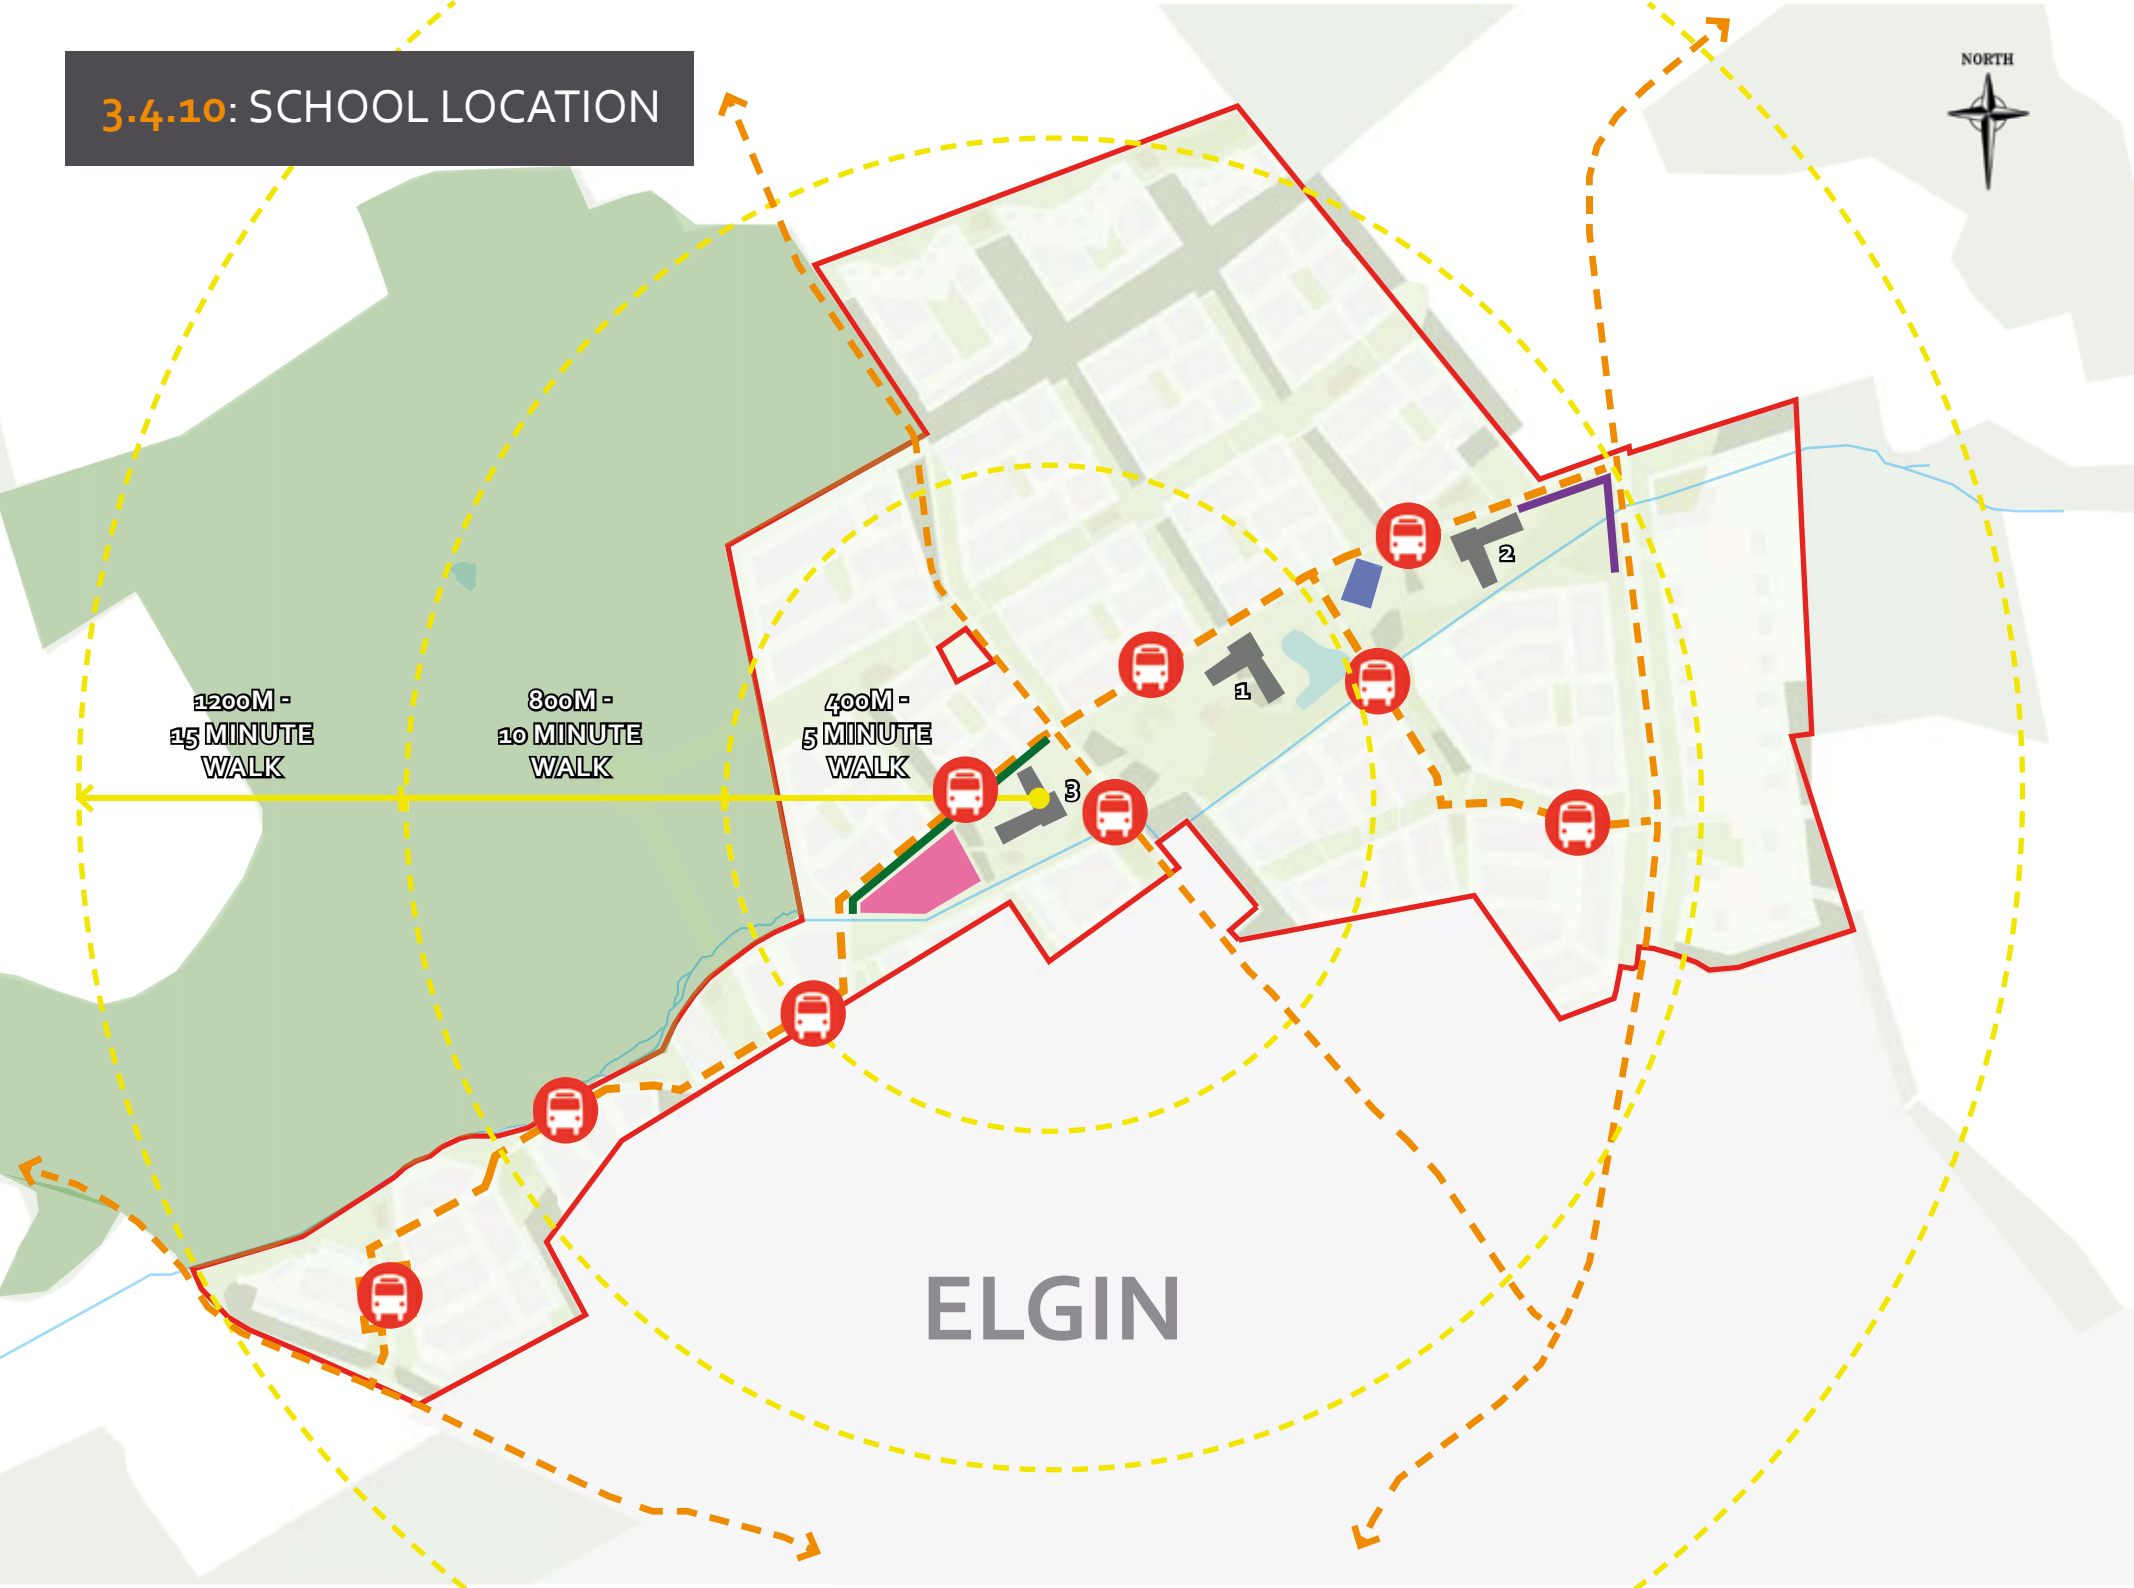 3.4.10: SCHOOL LOCATION
NORTH
1200M -
15 MINUTE
WALK
800M -
10 MINUTE
WALK
400M -
5 MINUTE
WALK
2
1
3
ELGIN